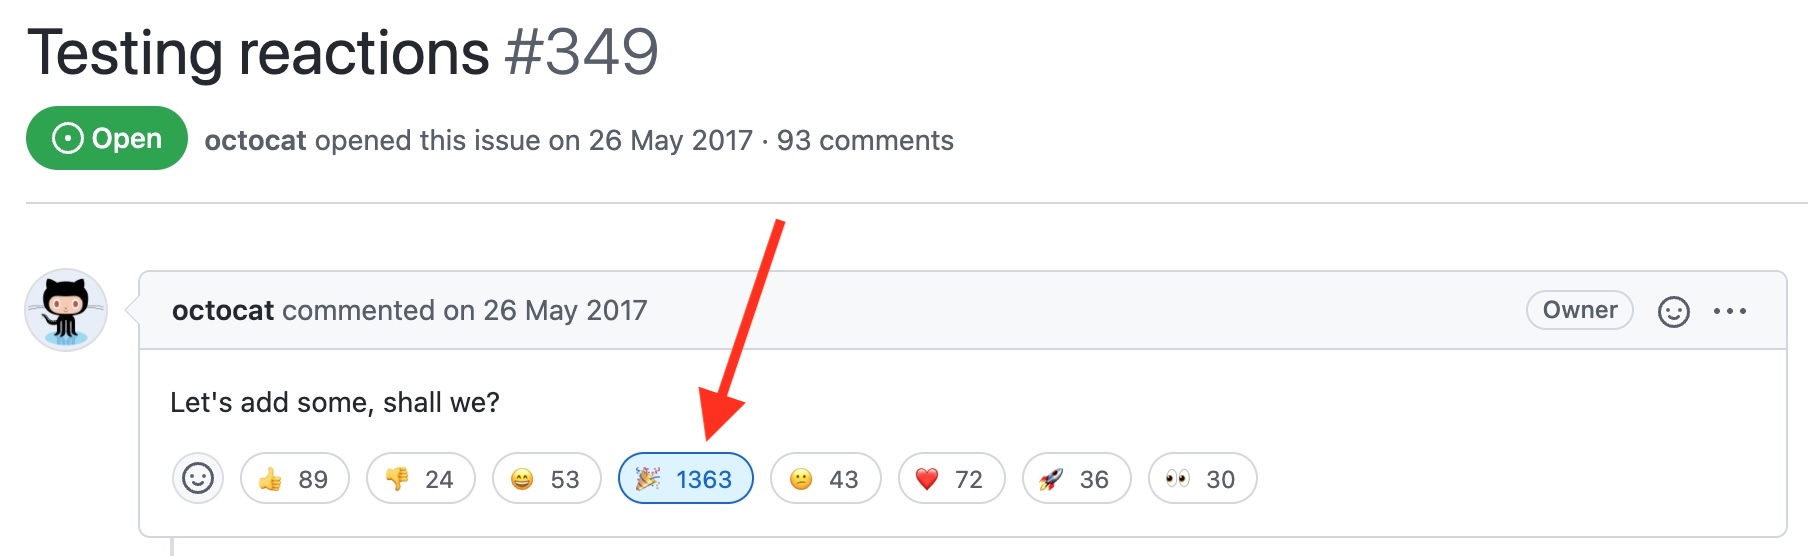 Testing reactions #349
Open octocat opened this issue on 26 May 2017 · 93 comments
octocat commented on 26 May 2017 Owner
Let's add some, shall we?
👍 89 👎 24 😄 53 🎉 1363 😕 43 ❤️ 72 🚀 36 👀 30